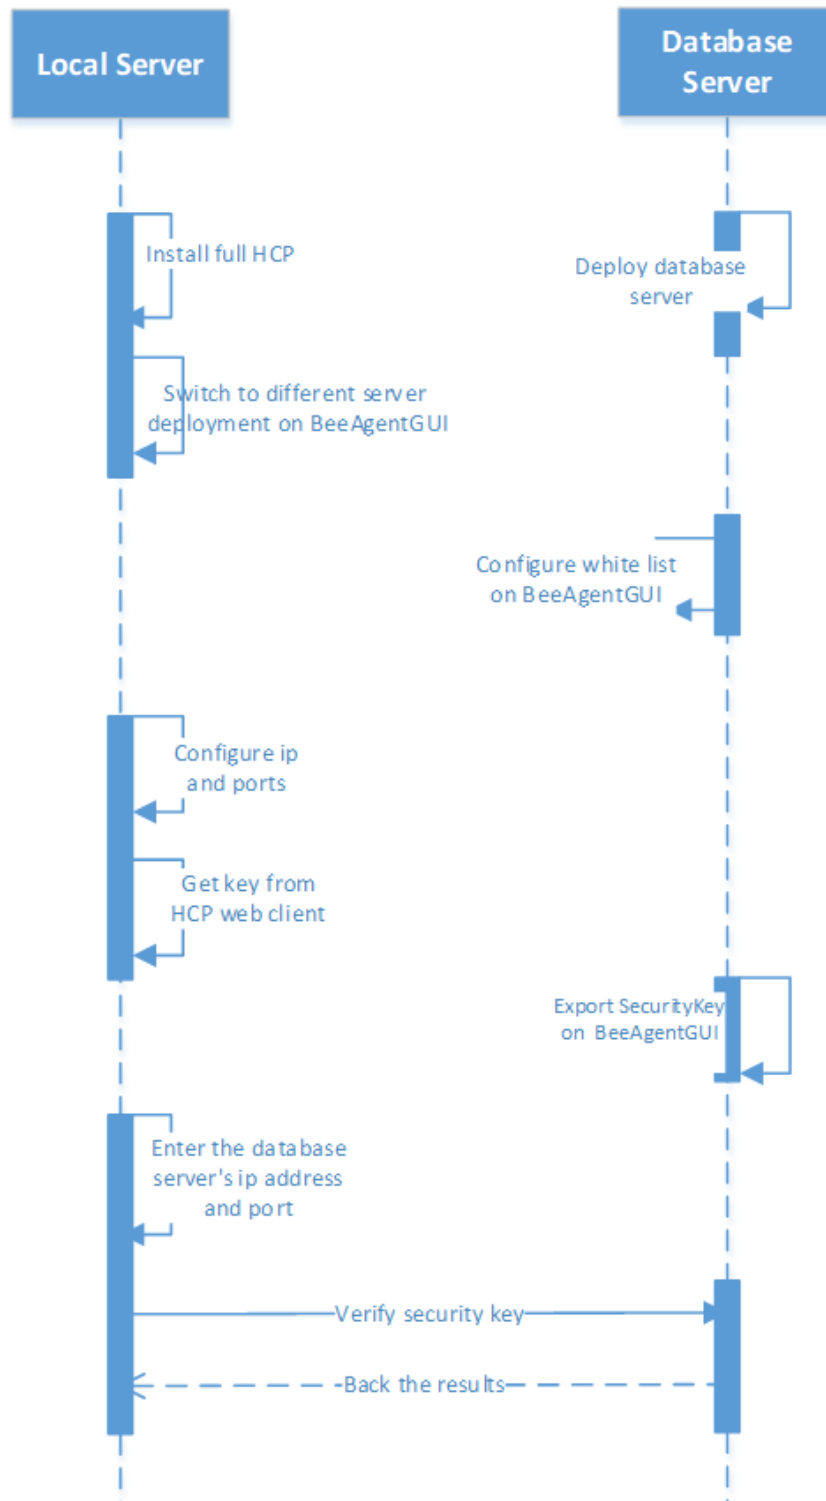 Local Server
Database
Server
Install full HCP
Deploy database
server
Switch to different server
deployment on BeeAgentGUI
Configure white list
on BeeAgentGUI
Configure ip
and ports
Get key from
HCP web client
Export SecurityKey
on BeeAgentGUI
Enter the database
server's ip address
and port
Verify security key
Back the results